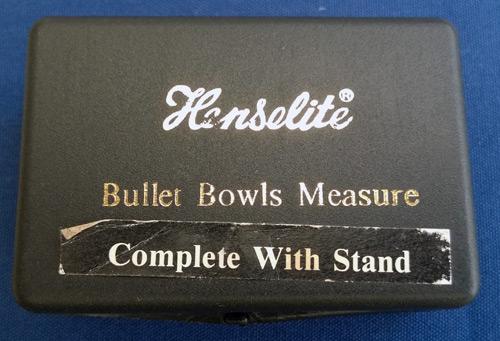 Henselite®
Bullet Bowls Measure
Complete With Stand